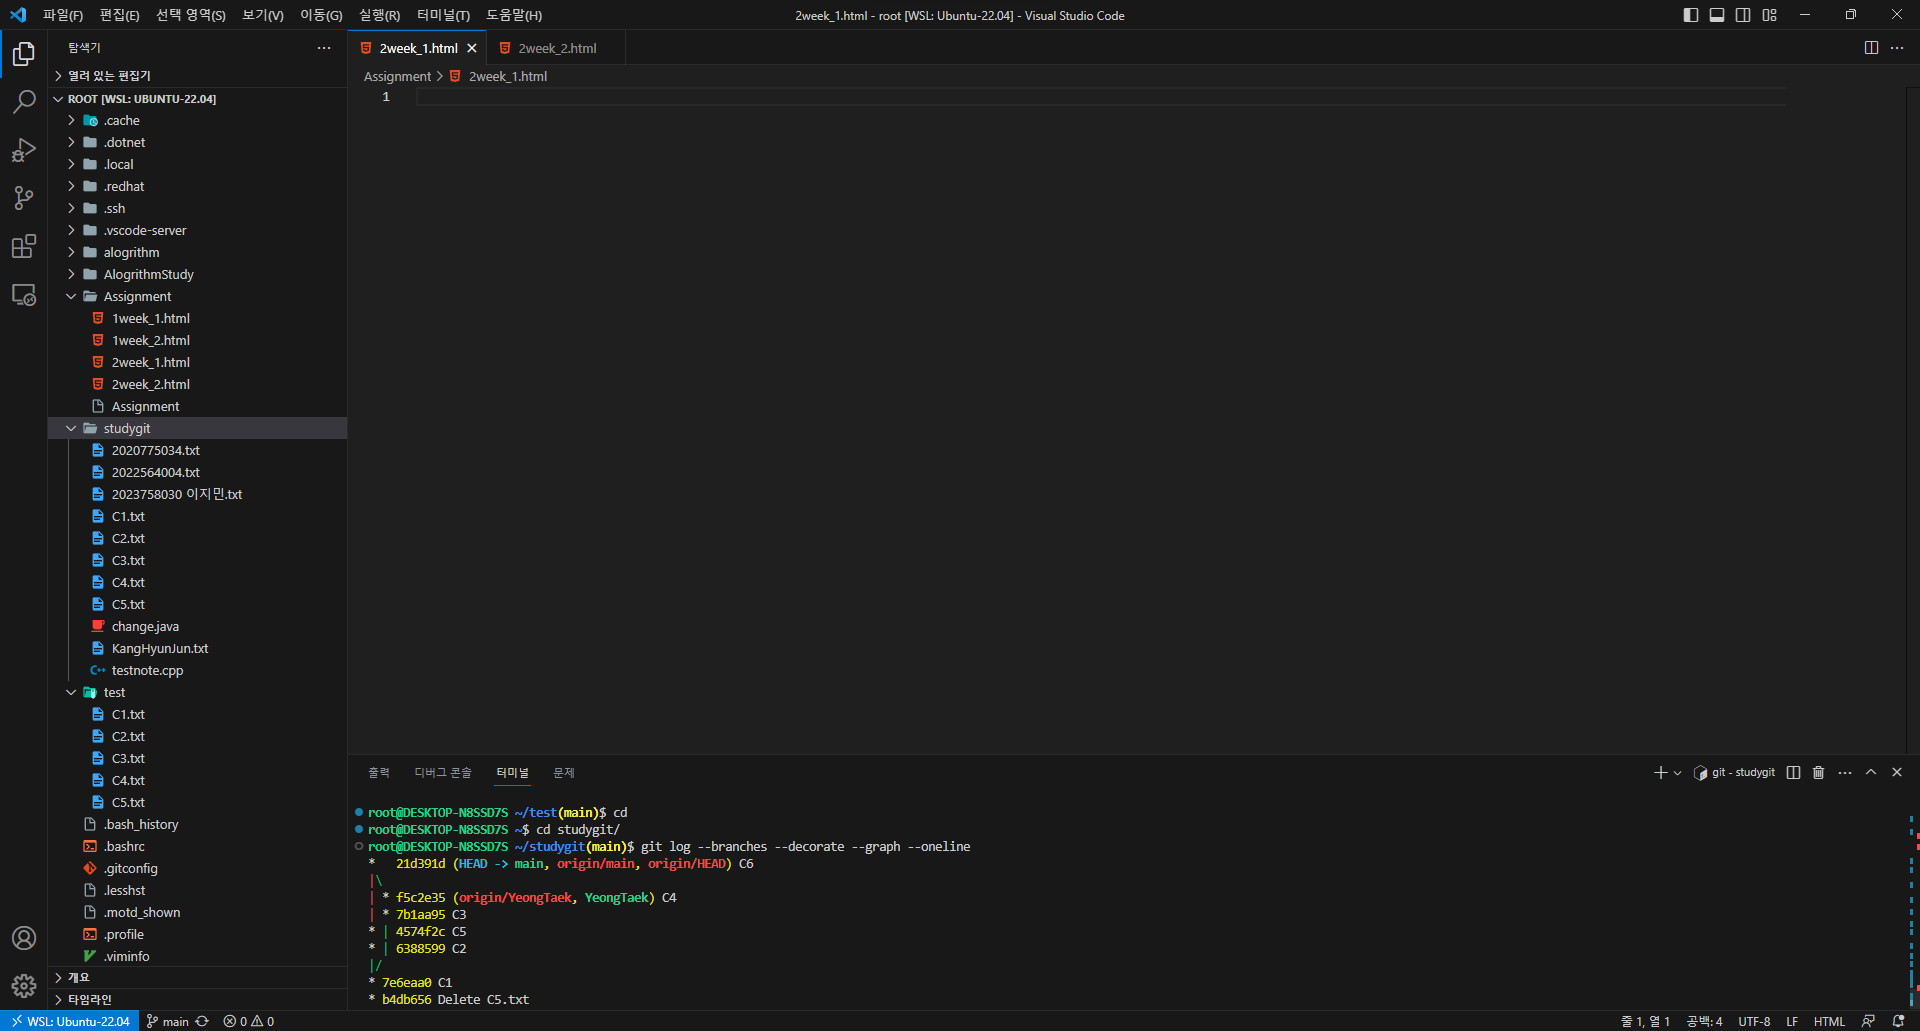 파일(F) 편집(E) 선택 영역(S) 보기(V) 이동(G) 실행(R) 터미널(T) 도움말(H) 2week_1.html - root [WSL: Ubuntu-22.04] - Visual Studio Code
탐색기
열려 있는 편집기
ROOT [WSL: UBUNTU-22.04]
.cache
.dotnet
.local
.redhat
.ssh
.vscode-server
alogrithm
AlogrithmStudy
Assignment
1week_1.html
1week_2.html
2week_1.html
2week_2.html
Assignment
studygit
2020775034.txt
2022564004.txt
2023758030 이지민.txt
C1.txt
C2.txt
C3.txt
C4.txt
C5.txt
change.java
KangHyunJun.txt
testnote.cpp
test
C1.txt
C2.txt
C3.txt
C4.txt
C5.txt
.bash_history
.bashrc
.gitconfig
.lesshst
.motd_shown
.profile
.viminfo
개요
타임라인
2week_1.html 2week_2.html
Assignment > 2week_1.html
1
출력 디버그 콘솔 터미널 문제 git - studygit
root@DESKTOP-N8SSD7S ~/test(main)$ cd
root@DESKTOP-N8SSD7S ~$ cd studygit/
root@DESKTOP-N8SSD7S ~/studygit(main)$ git log --branches --decorate --graph --oneline
*   21d391d (HEAD -> main, origin/main, origin/HEAD) C6
|\
| * f5c2e35 (origin/YeongTaek, YeongTaek) C4
| * 7b1aa95 C3
* | 4574f2c C5
* | 6388599 C2
|/
* 7e6eaa0 C1
* b4db656 Delete C5.txt
WSL: Ubuntu-22.04 main 0 0 줄 1, 열 1 공백: 4 UTF-8 LF HTML